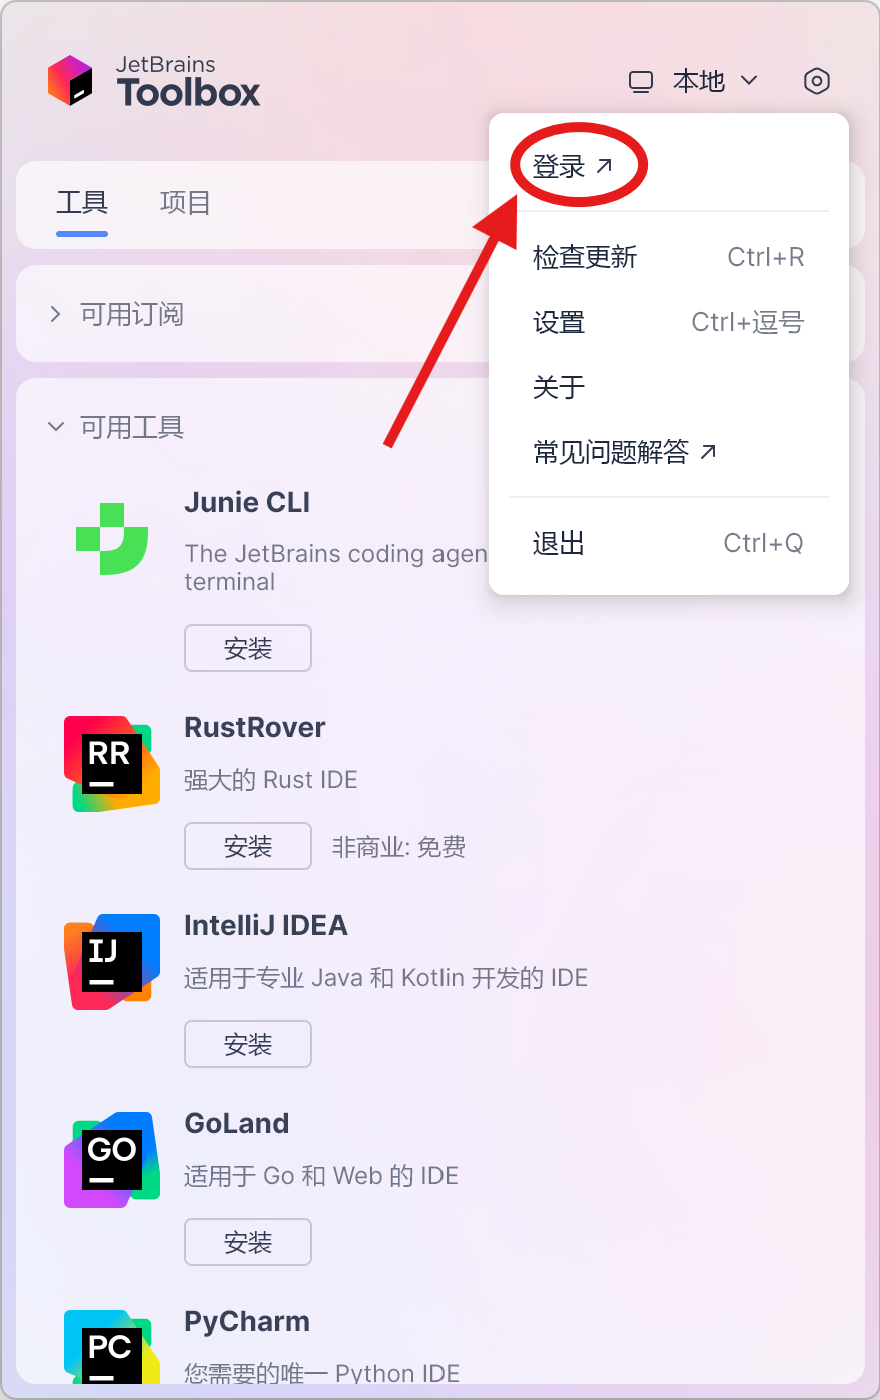 JetBrains
Toolbox
本地
登录
工具
项目
检查更新 Ctrl+R
可用订阅
设置 Ctrl+逗号
关于
可用工具
常见问题解答
Junie CLI
退出 Ctrl+Q
The JetBrains coding agen
terminal
安装
RR
RustRover
强大的 Rust IDE
安装 非商业: 免费
IJ
IntelliJ IDEA
适用于专业 Java 和 Kotlin 开发的 IDE
安装
GO
GoLand
适用于 Go 和 Web 的 IDE
安装
PC
PyCharm
您需要的唯一 Python IDE